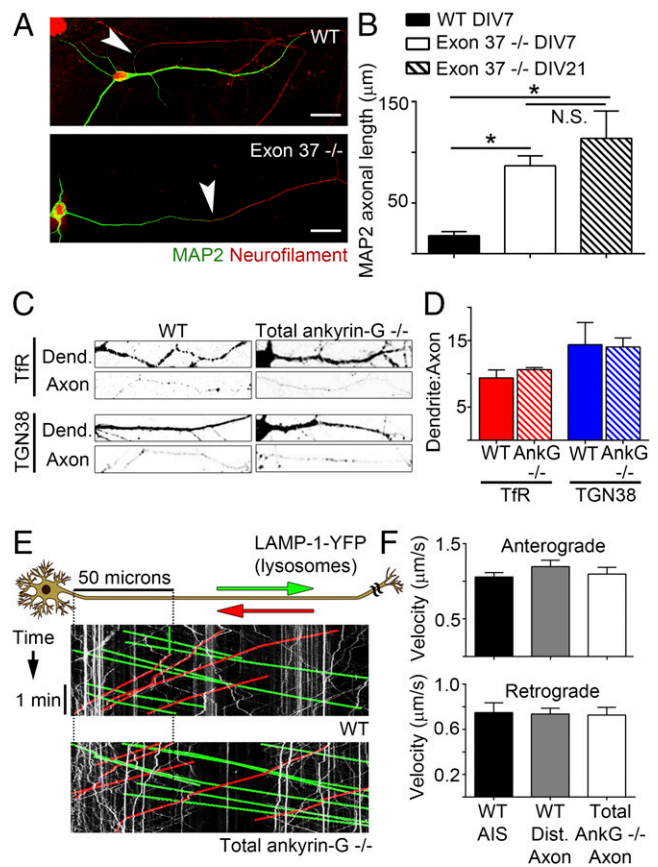 A
WT
Exon 37 -/-
MAP2 Neurofilament
B
WT DIV7
Exon 37 -/- DIV7
Exon 37 -/- DIV21
MAP2 axonal length (μm)
150
50
*
*
N.S.
C
WT
Total ankyrin-G -/-
TfR
Dend.
Axon
TGN38
Dend.
Axon
D
Dendrite:Axon
15
5
WT
AnkG -/-
WT
AnkG -/-
TfR
TGN38
E
LAMP-1-YFP
(lysosomes)
50 microns
Time
1 min
WT
Total ankyrin-G -/-
F
Anterograde
Velocity (μm/s)
1.5
1.0
Retrograde
Velocity (μm/s)
1.0
0.6
0.2
WT
AIS
WT
Dist.
Axon
Total
AnkG -/-
Axon